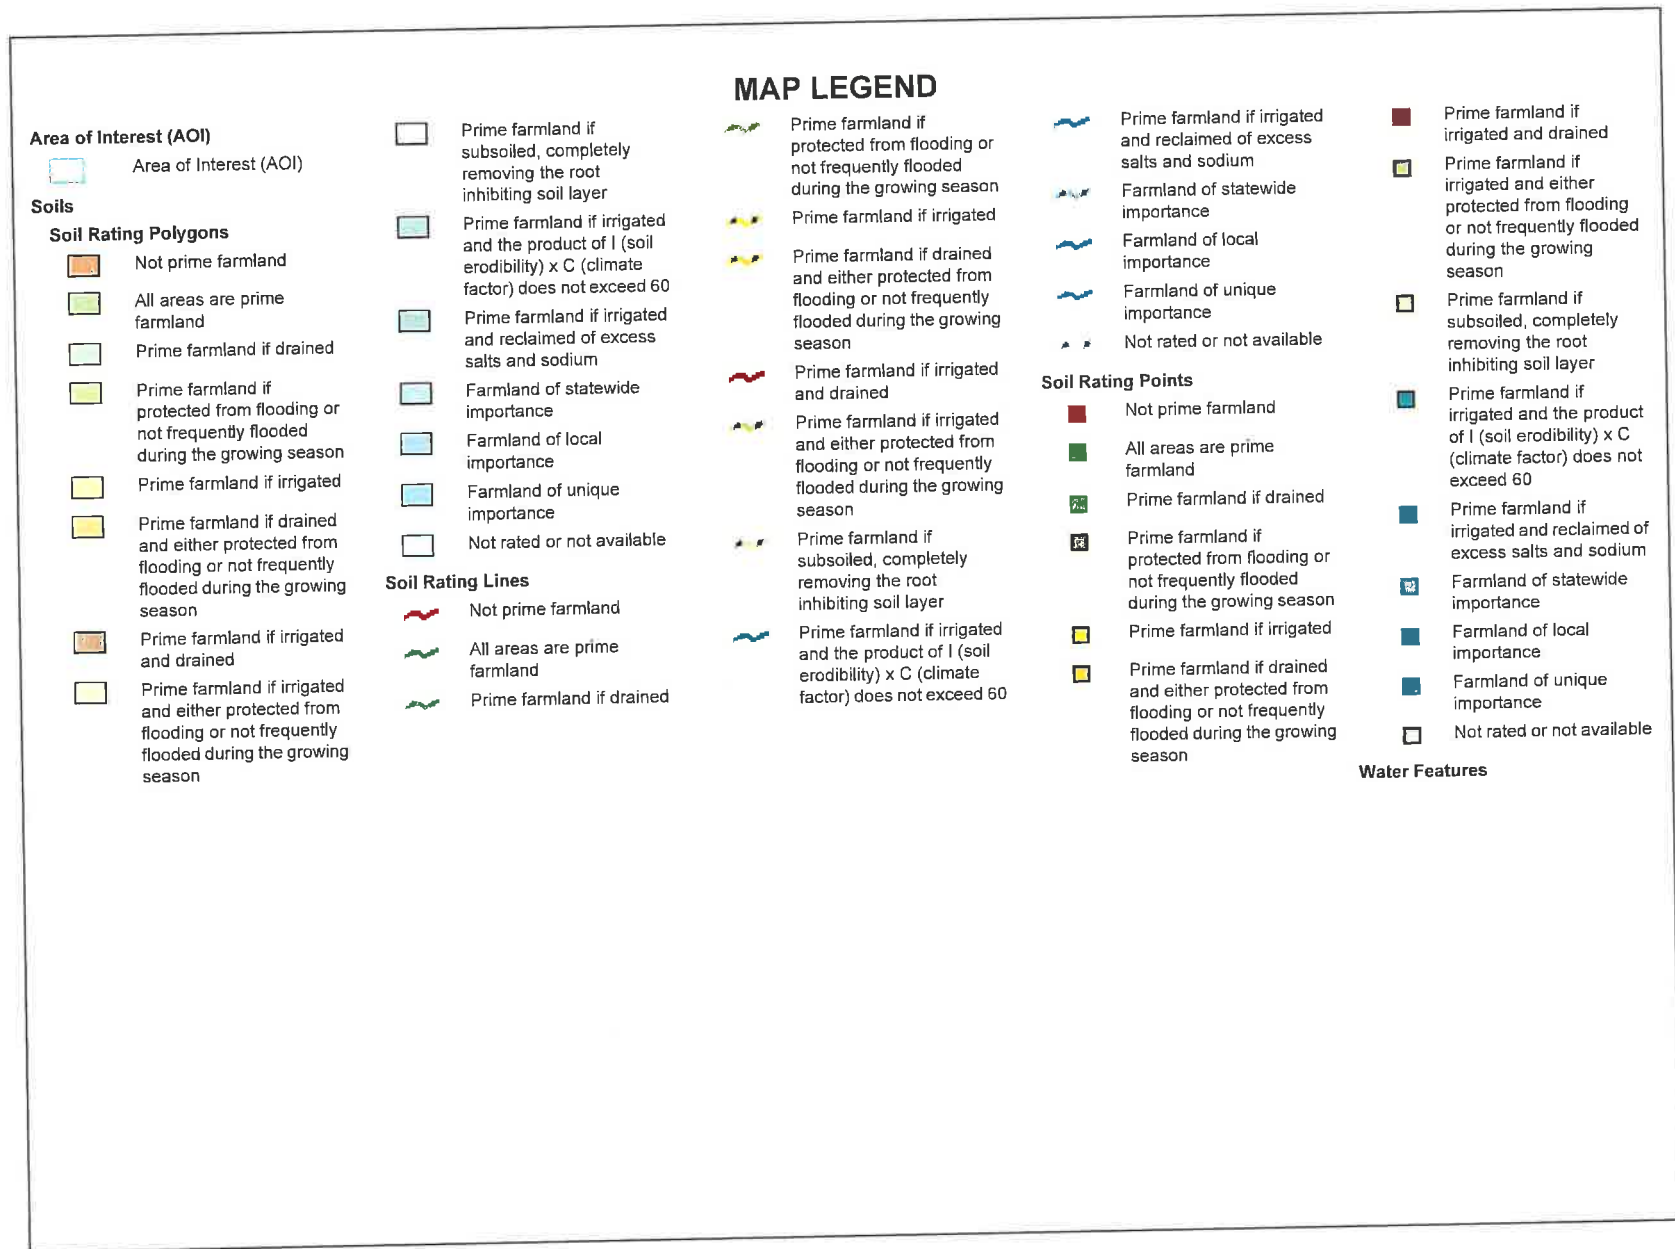 MAP LEGEND
Area of Interest (AOI)
Area of Interest (AOI)
Soils
Soil Rating Polygons
Not prime farmland
All areas are prime
farmland
Prime farmland if drained
Prime farmland if
protected from flooding or
not frequently flooded
during the growing season
Prime farmland if irrigated
Prime farmland if drained
and either protected from
flooding or not frequently
flooded during the growing
season
Prime farmland if irrigated
and drained
Prime farmland if irrigated
and either protected from
flooding or not frequently
flooded during the growing
season
Prime farmland if
subsoiled, completely
removing the root
inhibiting soil layer
Prime farmland if irrigated
and the product of I (soil
erodibility) x C (climate
factor) does not exceed 60
Prime farmland if irrigated
and reclaimed of excess
salts and sodium
Farmland of statewide
importance
Farmland of local
importance
Farmland of unique
importance
Not rated or not available
Soil Rating Lines
Not prime farmland
All areas are prime
farmland
Prime farmland if drained
Prime farmland if
protected from flooding or
not frequently flooded
during the growing season
Prime farmland if irrigated
Prime farmland if drained
and either protected from
flooding or not frequently
flooded during the growing
season
Prime farmland if irrigated
and drained
Prime farmland if irrigated
and either protected from
flooding or not frequently
flooded during the growing
season
Prime farmland if
subsoiled, completely
removing the root
inhibiting soil layer
Prime farmland if irrigated
and the product of I (soil
erodibility) x C (climate
factor) does not exceed 60
Prime farmland if irrigated
and reclaimed of excess
salts and sodium
Farmland of statewide
importance
Farmland of local
importance
Farmland of unique
importance
Not rated or not available
Soil Rating Points
Not prime farmland
All areas are prime
farmland
Prime farmland if drained
Prime farmland if
protected from flooding or
not frequently flooded
during the growing season
Prime farmland if irrigated
Prime farmland if drained
and either protected from
flooding or not frequently
flooded during the growing
season
Prime farmland if
irrigated and drained
Prime farmland if
irrigated and either
protected from flooding
or not frequently flooded
during the growing
season
Prime farmland if
subsoiled, completely
removing the root
inhibiting soil layer
Prime farmland if
irrigated and the product
of I (soil erodibility) x C
(climate factor) does not
exceed 60
Prime farmland if
irrigated and reclaimed of
excess salts and sodium
Farmland of statewide
importance
Farmland of local
importance
Farmland of unique
importance
Not rated or not available
Water Features